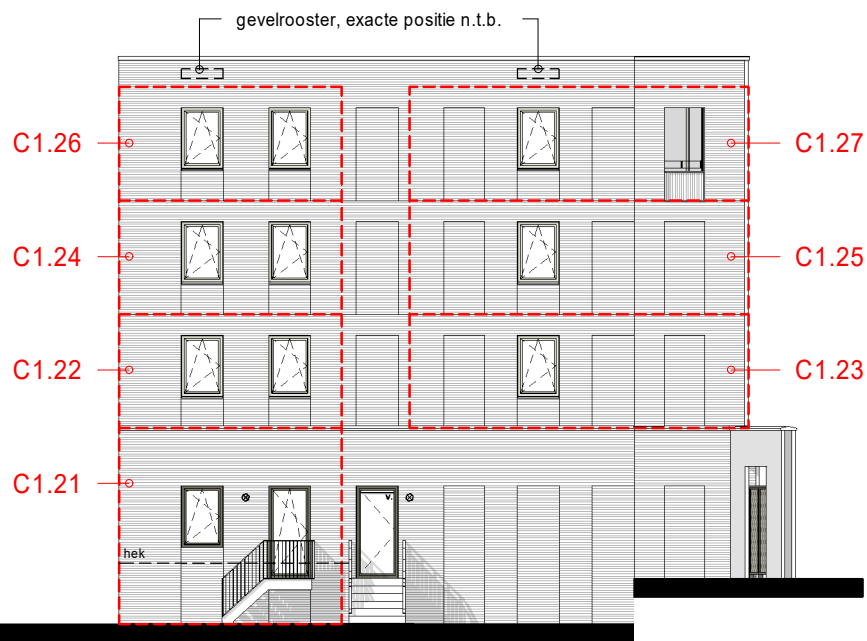 gevelrooster, exacte positie n.t.b.
C1.26
C1.27
C1.24
C1.25
C1.22
C1.23
C1.21
v.
hek